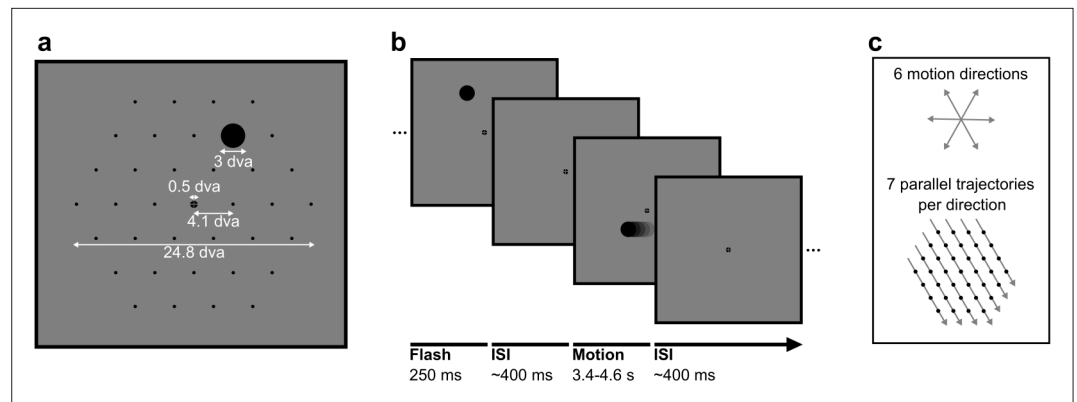 a
3 dva
0.5 dva
4.1 dva
24.8 dva
b
...
...
Flash ISI Motion ISI
250 ms ~400 ms 3.4-4.6 s ~400 ms
c
6 motion directions
7 parallel trajectories
per direction